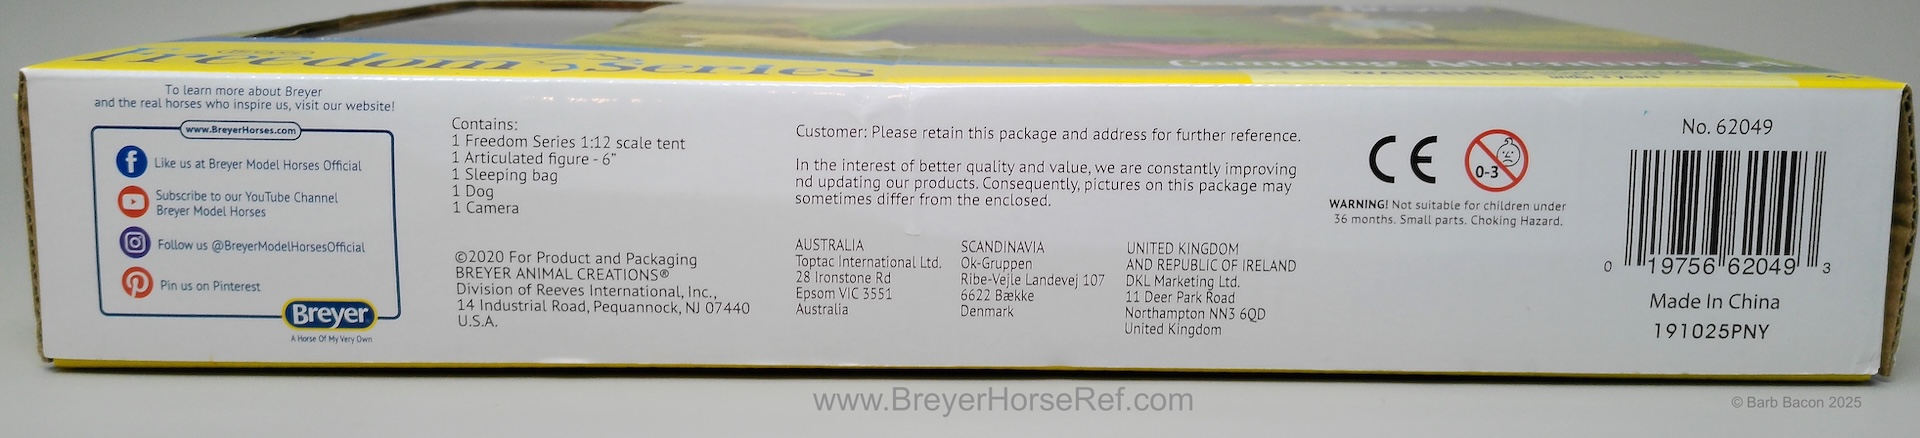 Freedom Series
Camping Adventure
under 3 years
To learn more about Breyer
and the real horses who inspire us, visit our website!
www.BreyerHorses.com
Like us at Breyer Model Horses Official
Subscribe to our YouTube Channel
Breyer Model Horses
Follow us @BreyerModelHorsesOfficial
Pin us on Pinterest
Breyer
A Horse Of My Very Own
Contains:
1 Freedom Series 1:12 scale tent
1 Articulated figure - 6"
1 Sleeping bag
1 Dog
1 Camera
©2020 For Product and Packaging
BREYER ANIMAL CREATIONS®
Division of Reeves International, Inc.,
14 Industrial Road, Pequannock, NJ 07440
U.S.A.
Customer: Please retain this package and address for further reference.
In the interest of better quality and value, we are constantly improving
nd updating our products. Consequently, pictures on this package may
sometimes differ from the enclosed.
AUSTRALIA
Toptac International Ltd.
28 Ironstone Rd
Epsom VIC 3551
Australia
SCANDINAVIA
Ok-Gruppen
Ribe-Vejle Landevej 107
6622 Bække
Denmark
UNITED KINGDOM
AND REPUBLIC OF IRELAND
DKL Marketing Ltd.
11 Deer Park Road
Northampton NN3 6QD
United Kingdom
CE
0-3
WARNING! Not suitable for children under
36 months. Small parts. Choking Hazard.
No. 62049
0 19756 62049 3
Made In China
191025PNY
www.BreyerHorseRef.com
© Barb Bacon 2025